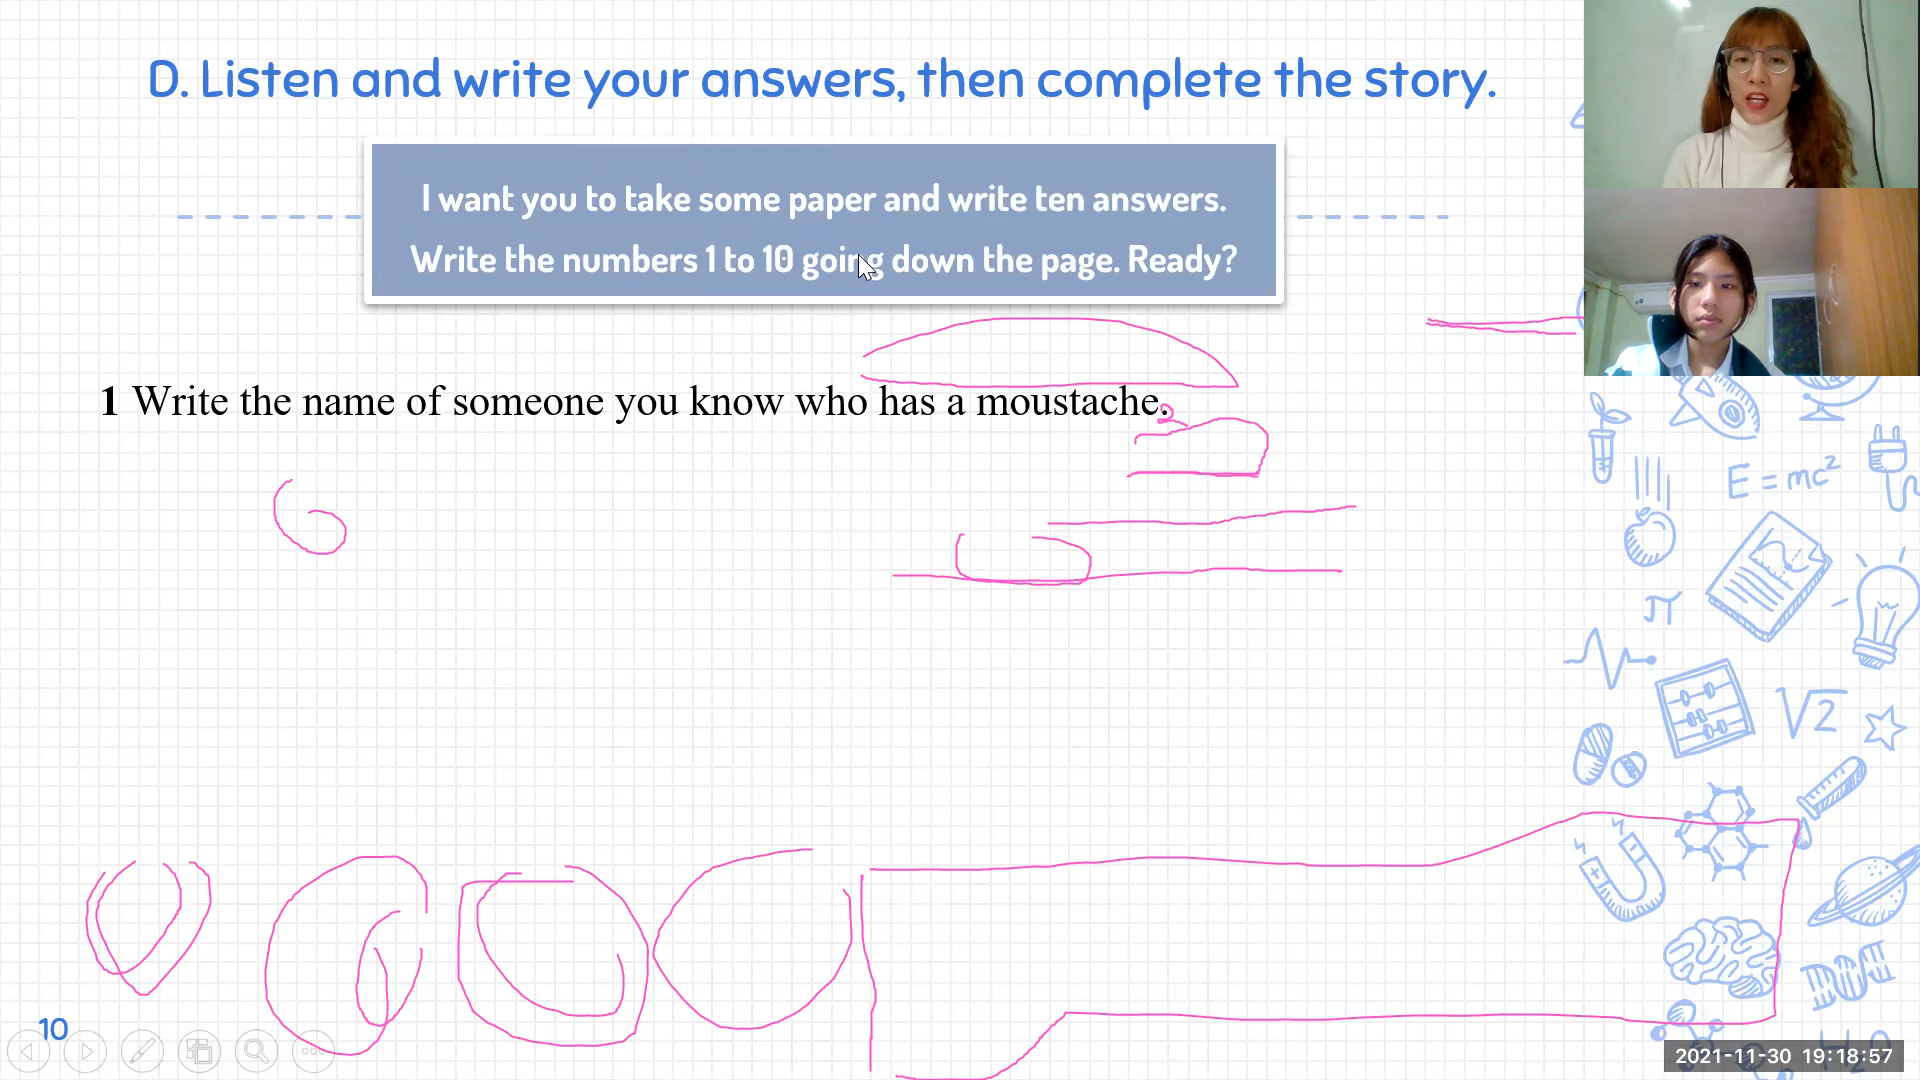 D. Listen and write your answers, then complete the story.
I want you to take some paper and write ten answers.
Write the numbers 1 to 10 going down the page. Ready?
1 Write the name of someone you know who has a moustache.
E = mc²
π
√2
H₂O
10
2021-11-30 19:18:57